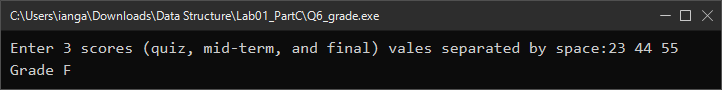 C:\Users\ianga\Downloads\Data Structure\Lab01_PartC\Q6_grade.exe
Enter 3 scores (quiz, mid-term, and final) vales separated by space:23 44 55
Grade F